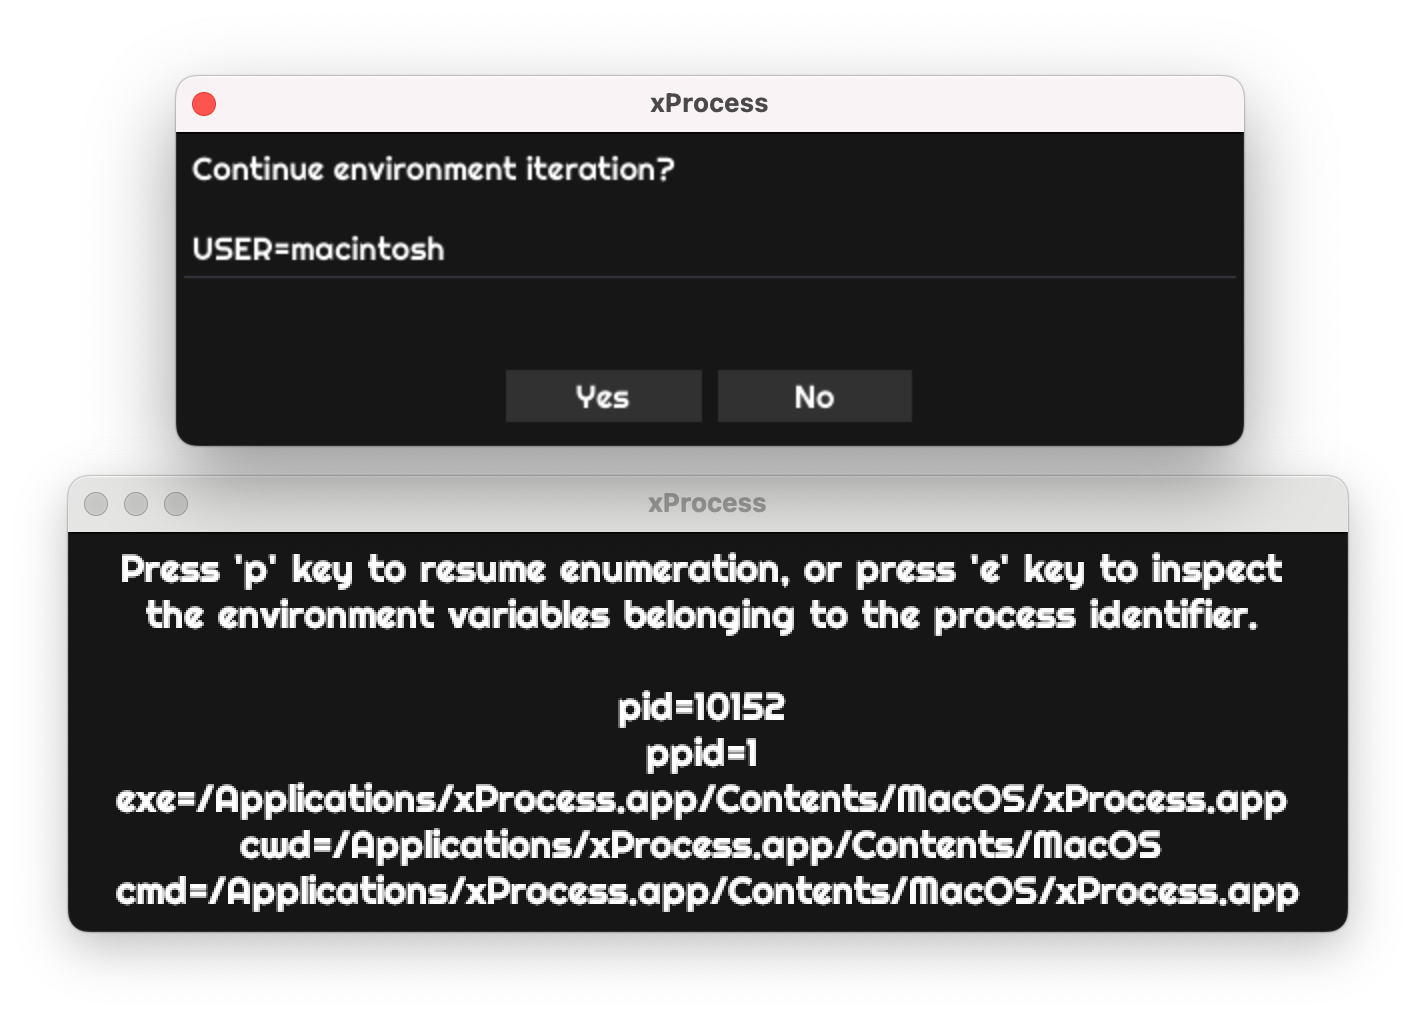 xProcess
Continue environment iteration?
USER=macintosh
Yes
No
xProcess
Press 'p' key to resume enumeration, or press 'e' key to inspect
the environment variables belonging to the process identifier.
pid=10152
ppid=1
exe=/Applications/xProcess.app/Contents/MacOS/xProcess.app
cwd=/Applications/xProcess.app/Contents/MacOS
cmd=/Applications/xProcess.app/Contents/MacOS/xProcess.app